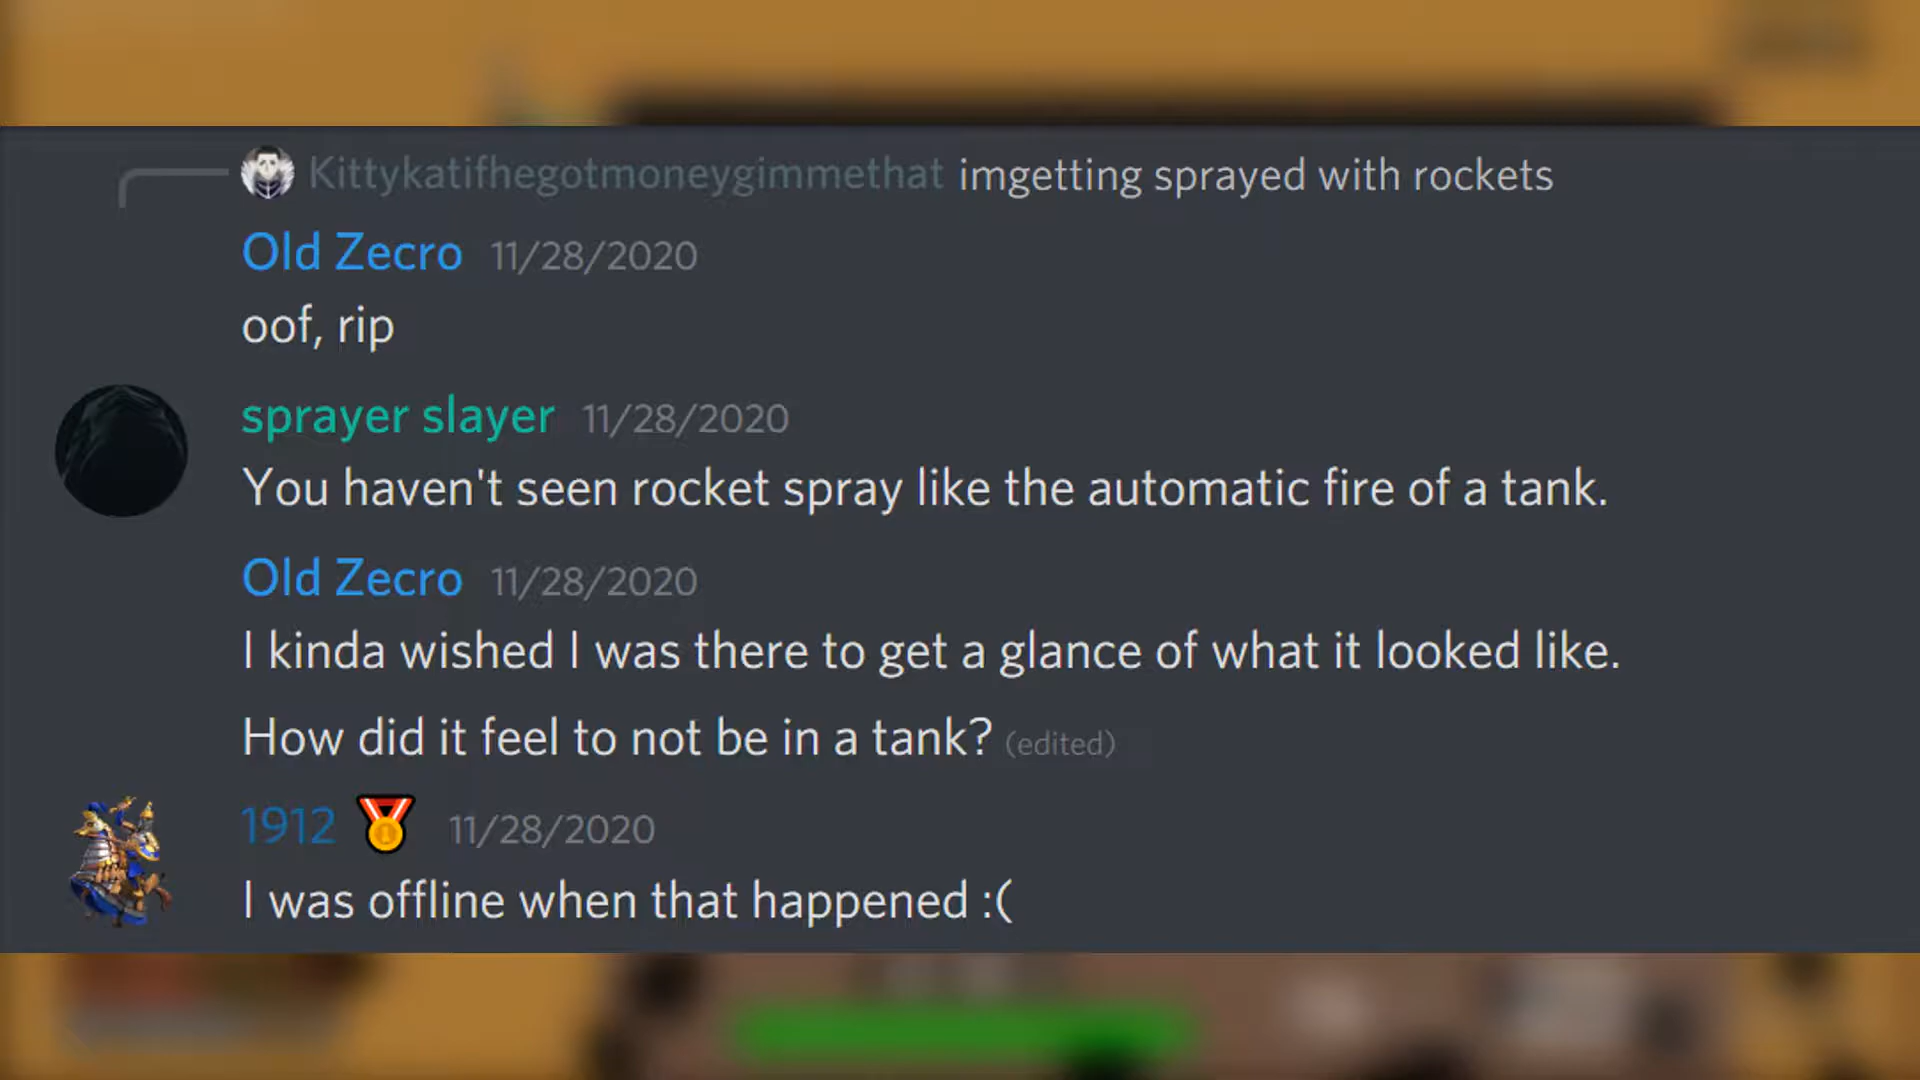 Kittykatifhegotmoneygimmethat imgetting sprayed with rockets
Old Zecro 11/28/2020
oof, rip
sprayer slayer 11/28/2020
You haven't seen rocket spray like the automatic fire of a tank.
Old Zecro 11/28/2020
I kinda wished I was there to get a glance of what it looked like.
How did it feel to not be in a tank? (edited)
1912 🏅 11/28/2020
I was offline when that happened :(